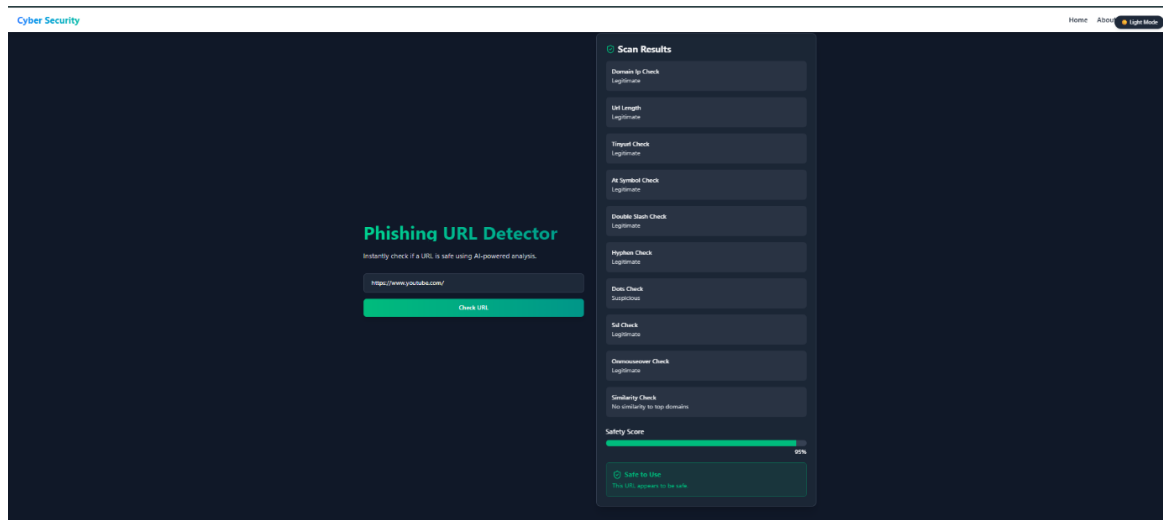 Cyber Security
Home About Light Mode
Phishing URL Detector
Instantly check if a URL is safe using AI-powered analysis.
https://www.youtube.com/
Check URL
Scan Results
Domain Ip Check
Legitimate
Url Length
Legitimate
Tinyurl Check
Legitimate
At Symbol Check
Legitimate
Double Slash Check
Legitimate
Hyphen Check
Legitimate
Dots Check
Suspicious
Ssl Check
Legitimate
Onmouseover Check
Legitimate
Similarity Check
No similarity to top domains
Safety Score
95%
Safe to Use
This URL appears to be safe